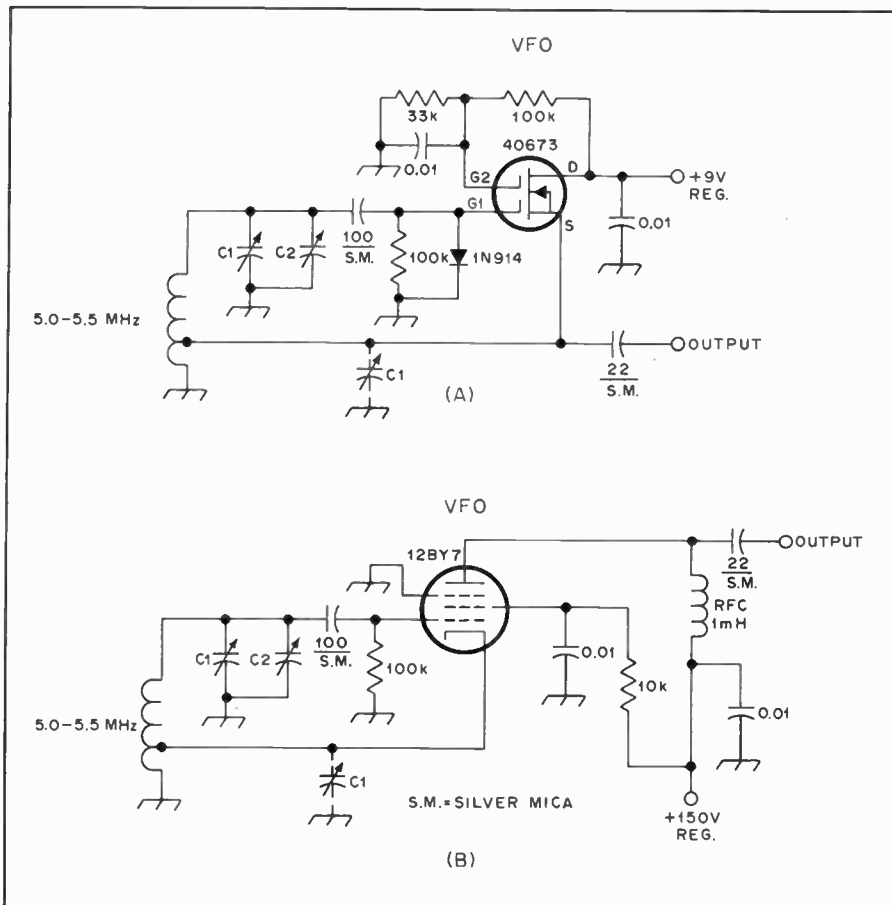 VFO
33k
100k
0.01
40673
G2
D
+9V
REG.
G1
S
0.01
C1
C2
100
S.M.
100k
1N914
5.0-5.5 MHz
C1
22
S.M.
OUTPUT
(A)
VFO
12BY7
22
S.M.
OUTPUT
RFC
1mH
C1
C2
100
S.M.
100k
0.01
10k
0.01
5.0-5.5 MHz
C1
S.M.=SILVER MICA
+150V
REG.
(B)